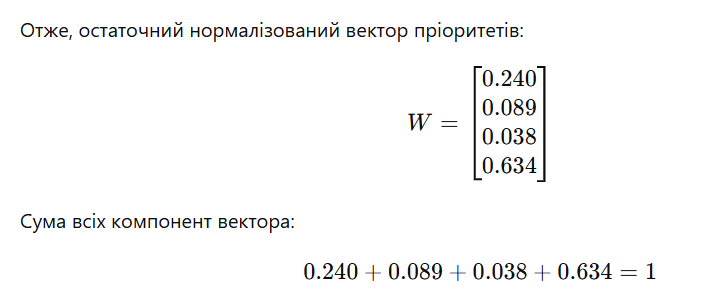 Отже, остаточний нормалізований вектор пріоритетів:
W = [0.240
0.089
0.038
0.634]
Сума всіх компонент вектора:
0.240 + 0.089 + 0.038 + 0.634 = 1